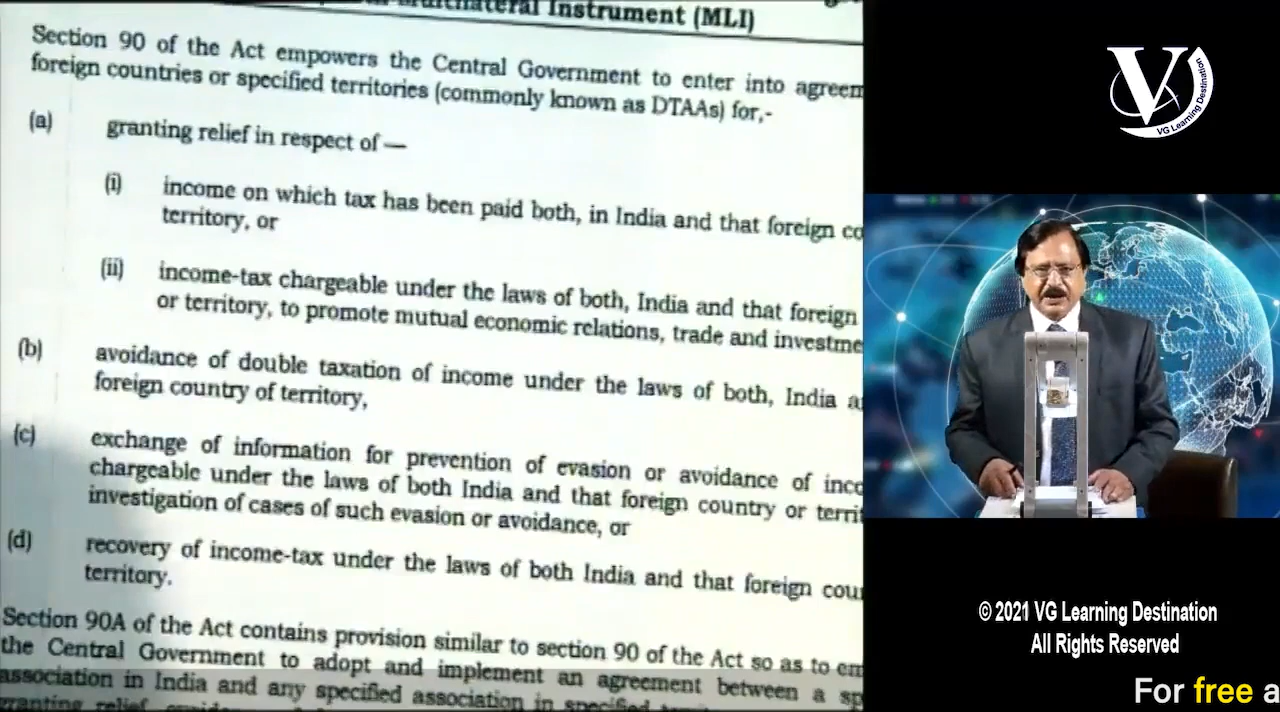 Multilateral Instrument (MLI)
Section 90 of the Act empowers the Central Government to enter into agreem
foreign countries or specified territories (commonly known as DTAAs) for,-
(a) granting relief in respect of —
(i) income on which tax has been paid both, in India and that foreign co
territory, or
(ii) income-tax chargeable under the laws of both, India and that foreign
or territory, to promote mutual economic relations, trade and investme
(b) avoidance of double taxation of income under the laws of both, India a
foreign country of territory,
(c) exchange of information for prevention of evasion or avoidance of inco
chargeable under the laws of both India and that foreign country or territ
investigation of cases of such evasion or avoidance, or
(d) recovery of income-tax under the laws of both India and that foreign cou
territory.
Section 90A of the Act contains provision similar to section 90 of the Act so as to em
the Central Government to adopt and implement an agreement between a sp
association in India and any specified association in specified
granting relief,
V
VG Learning Destination
© 2021 VG Learning Destination
All Rights Reserved
For free a